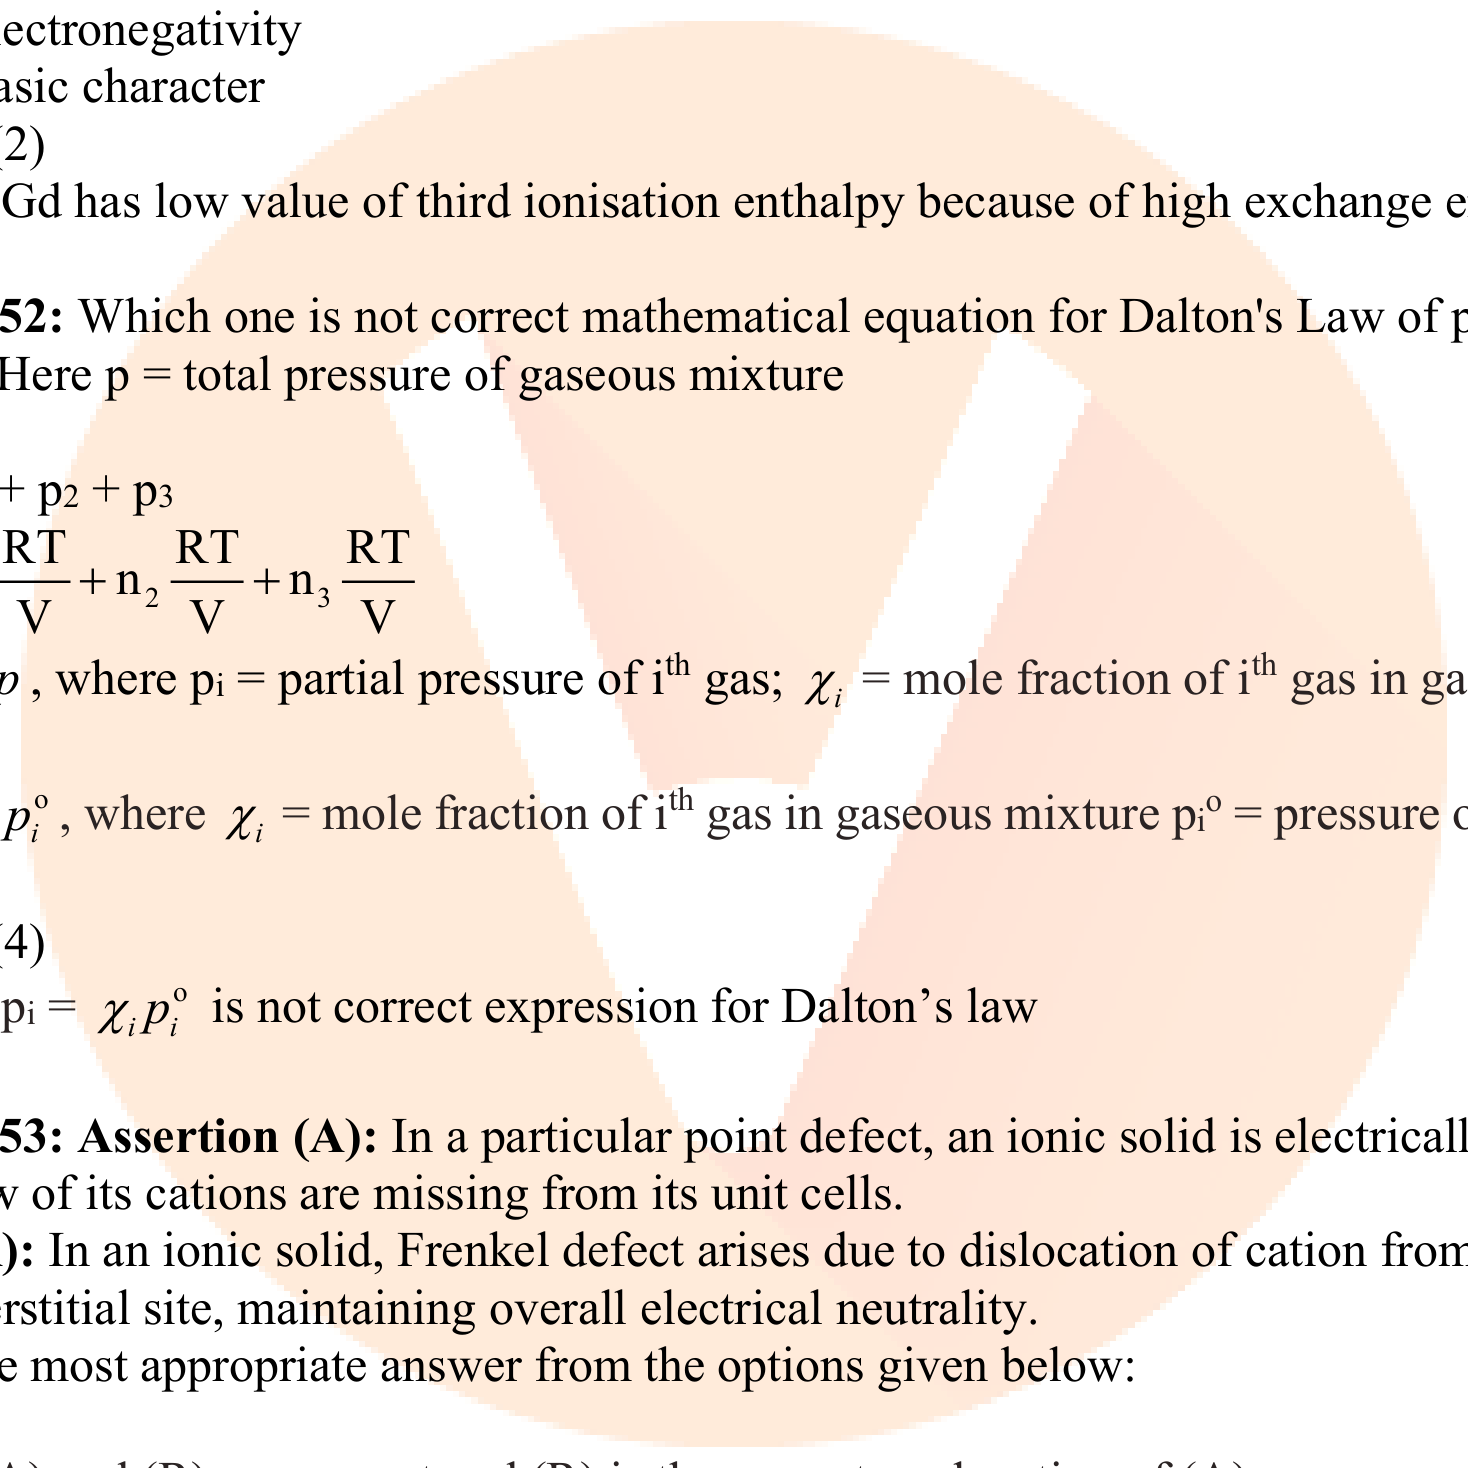 lectronegativity
asic character
(2)
Gd has low value of third ionisation enthalpy because of high exchange
52: Which one is not correct mathematical equation for Dalton's Law of p
Here p = total pressure of gaseous mixture
+ p2 + p3
RT/V + n2 RT/V + n3 RT/V
p, where pi = partial pressure of ith gas; χi = mole fraction of ith gas in ga
pi°, where χi = mole fraction of ith gas in gaseous mixture pi° = pressure o
(4)
pi = χi pi° is not correct expression for Dalton’s law
53: Assertion (A): In a particular point defect, an ionic solid is electricall
w of its cations are missing from its unit cells.
): In an ionic solid, Frenkel defect arises due to dislocation of cation from
erstitial site, maintaining overall electrical neutrality.
e most appropriate answer from the options given below: